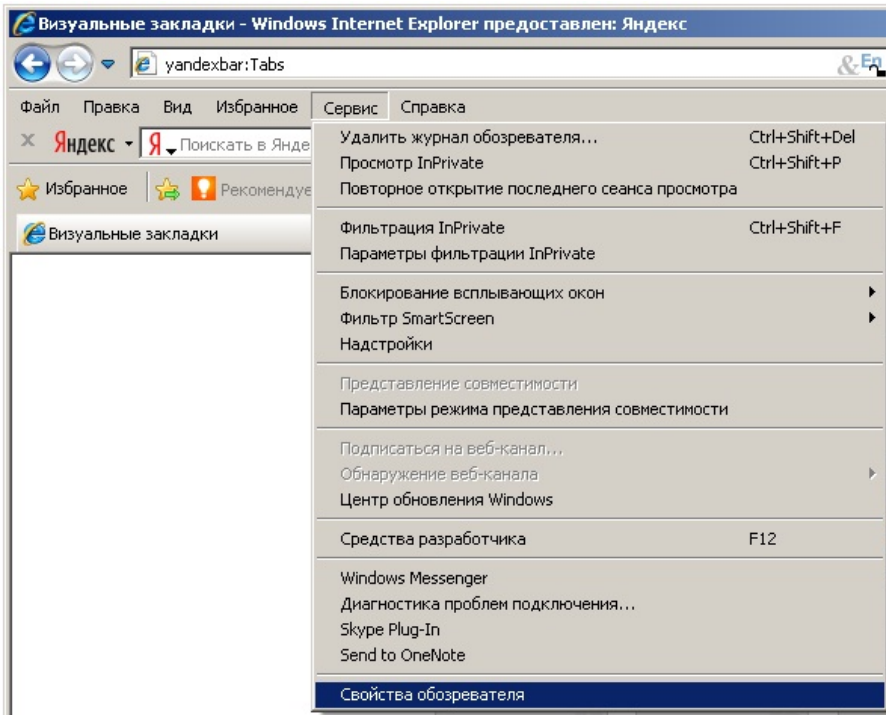 Визуальные закладки - Windows Internet Explorer предоставлен: Яндекс
yandexbar:Tabs
& En
Файл Правка Вид Избранное Сервис Справка
Яндекс Я Поискать в Янде
Избранное Рекомендуе
Визуальные закладки
Удалить журнал обозревателя... Ctrl+Shift+Del
Просмотр InPrivate Ctrl+Shift+P
Повторное открытие последнего сеанса просмотра
Фильтрация InPrivate Ctrl+Shift+F
Параметры фильтрации InPrivate
Блокирование всплывающих окон
Фильтр SmartScreen
Надстройки
Представление совместимости
Параметры режима представления совместимости
Подписаться на веб-канал...
Обнаружение веб-канала
Центр обновления Windows
Средства разработчика F12
Windows Messenger
Диагностика проблем подключения...
Skype Plug-In
Send to OneNote
Свойства обозревателя